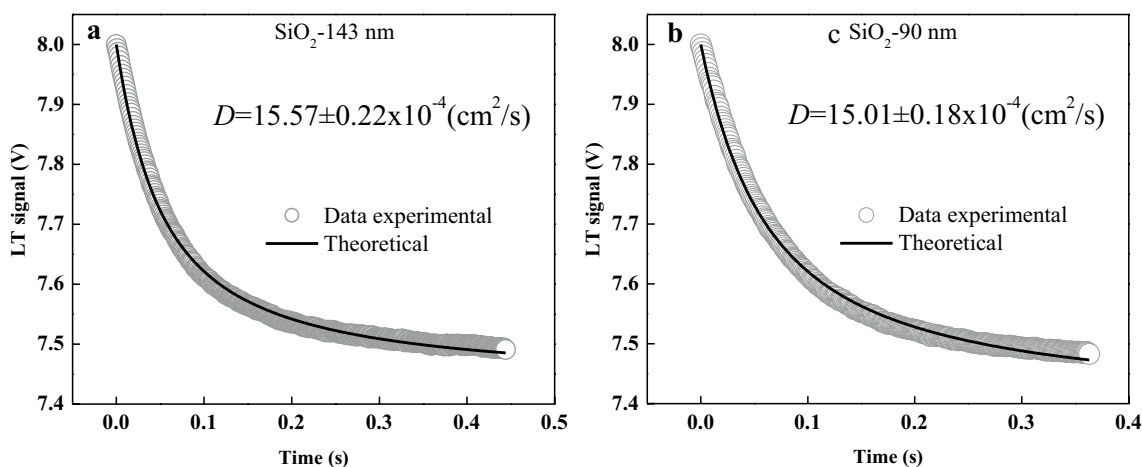 a
SiO₂-143 nm
D=15.57±0.22x10⁻⁴(cm²/s)
Data experimental
Theoretical
LT signal (V)
8.0
7.9
7.8
7.7
7.6
7.5
7.4
0.0 0.1 0.2 0.3 0.4 0.5
Time (s)
b
c SiO₂-90 nm
D=15.01±0.18x10⁻⁴(cm²/s)
Data experimental
Theoretical
LT signal (V)
8.0
7.9
7.8
7.7
7.6
7.5
7.4
0.0 0.1 0.2 0.3 0.4
Time (s)